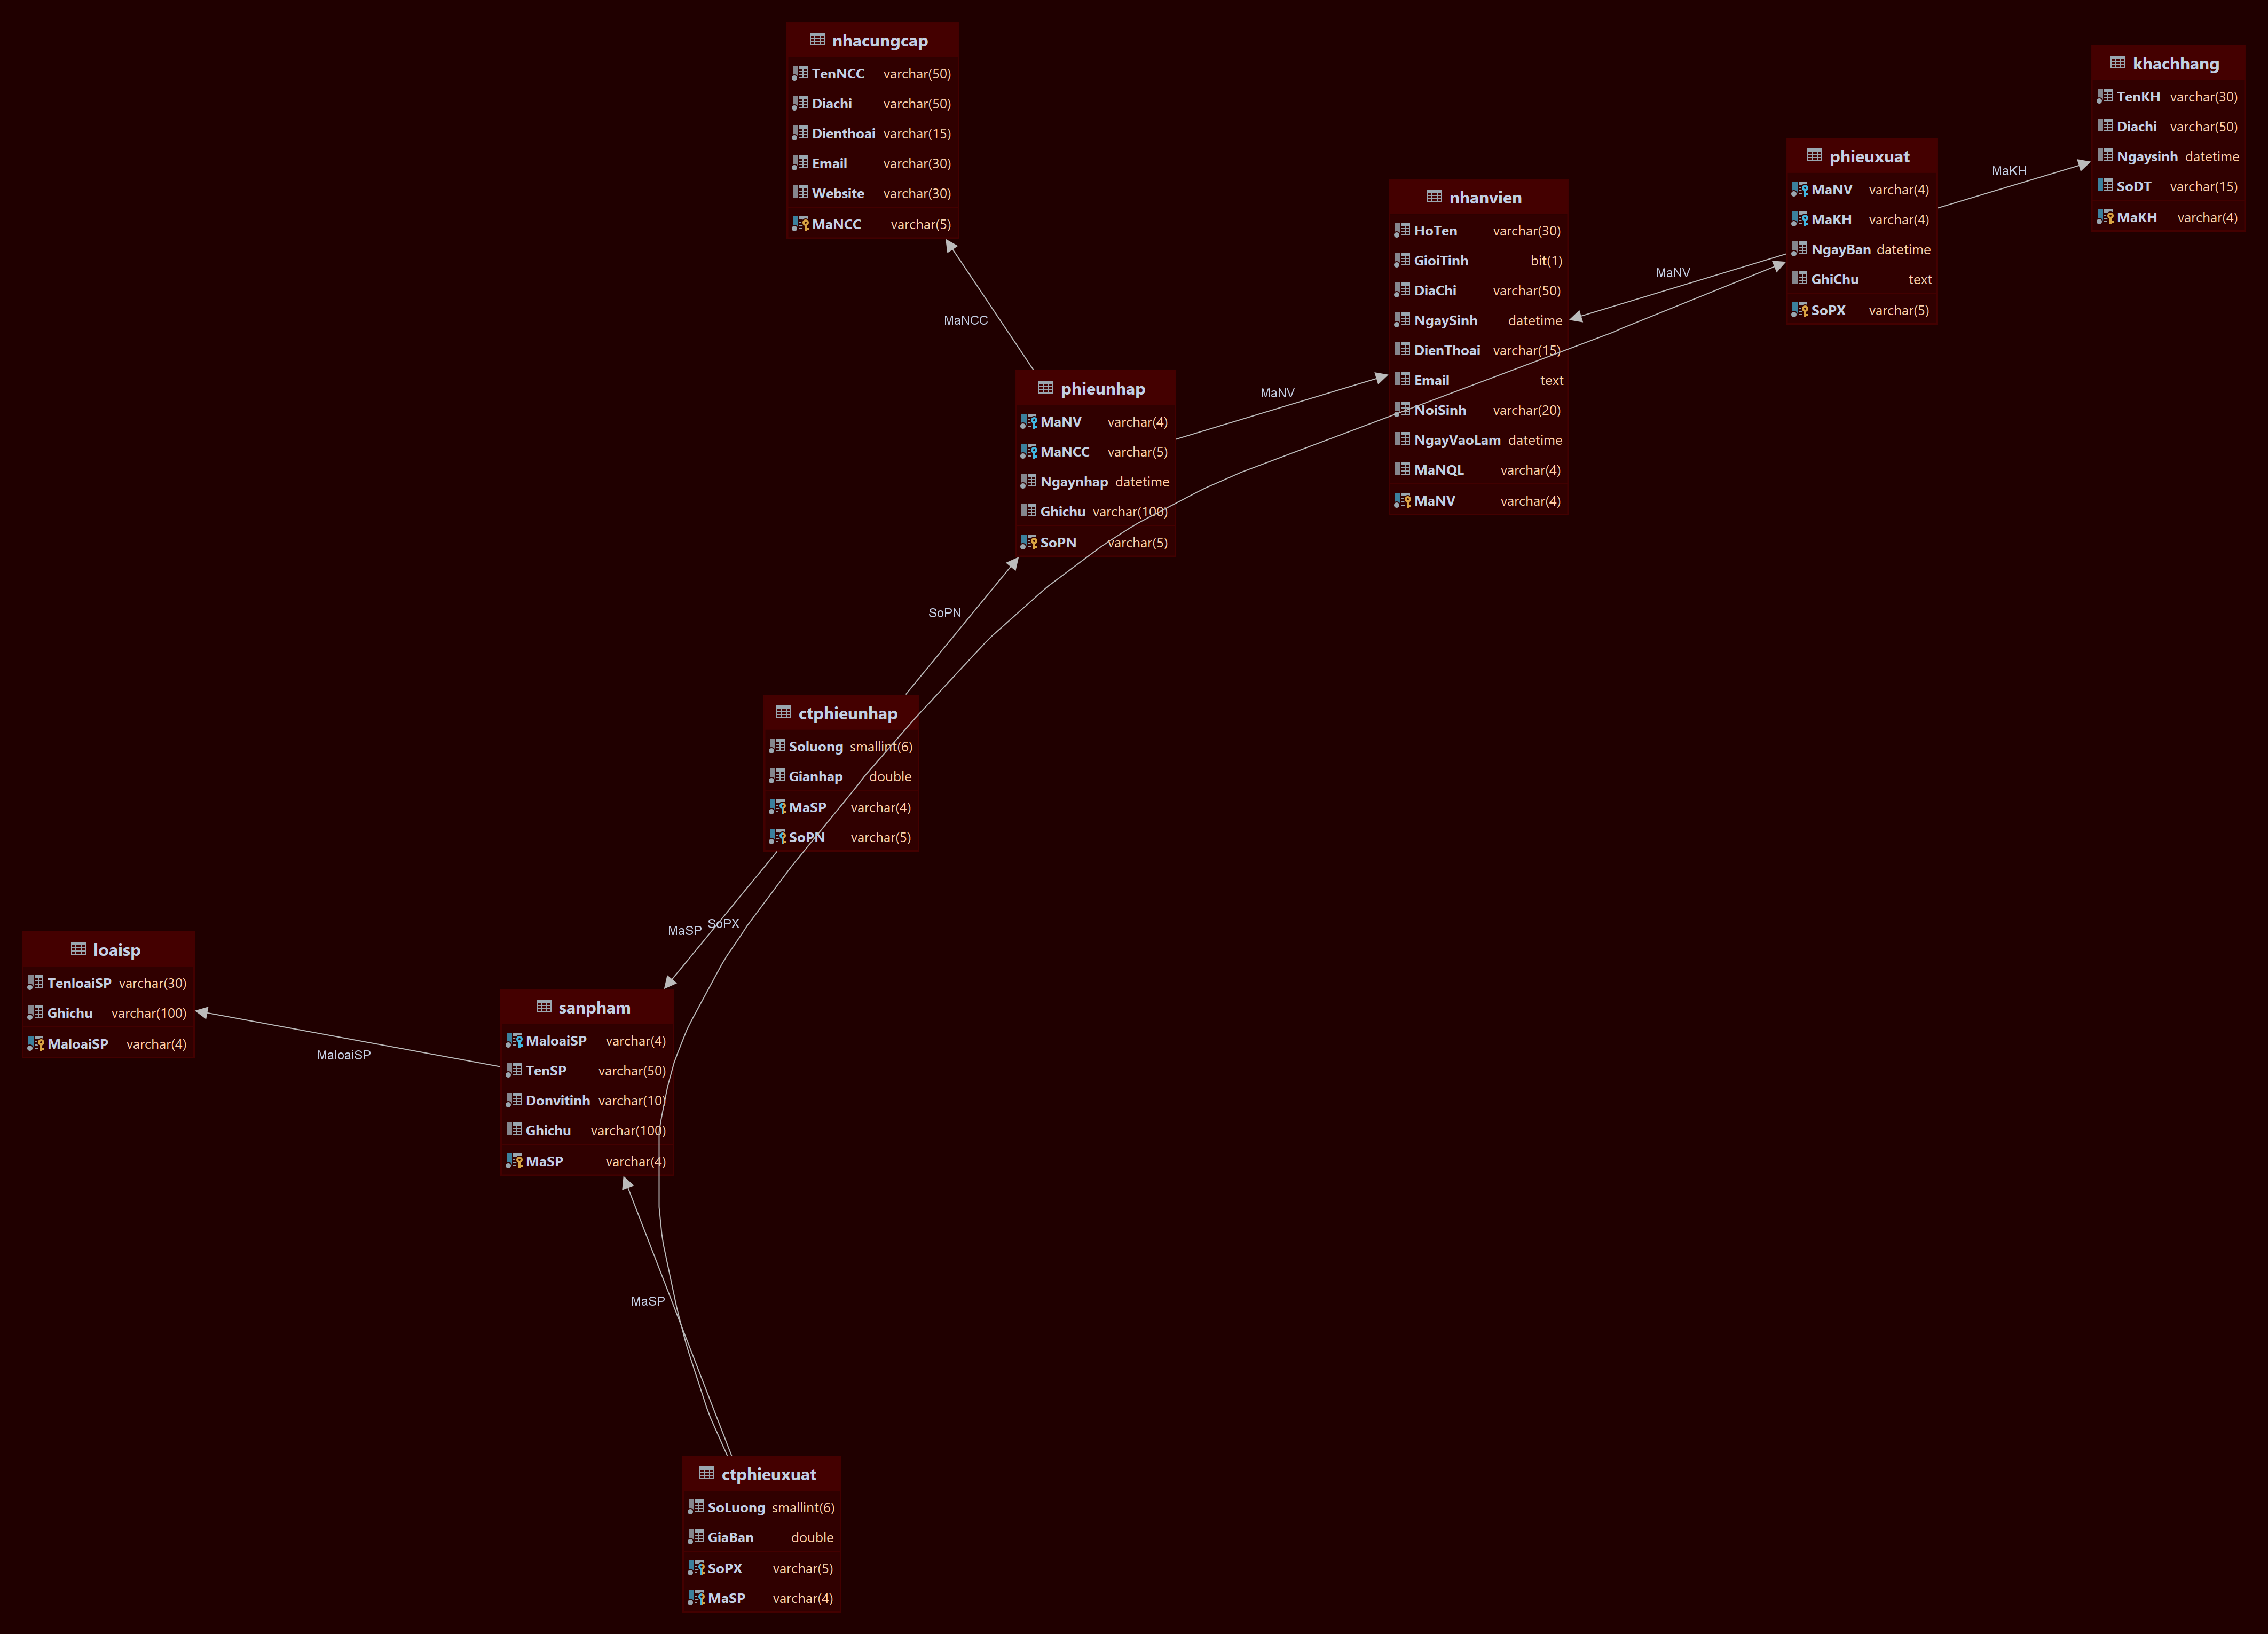 nhacungcap
TenNCC varchar(50)
Diachi varchar(50)
Dienthoai varchar(15)
Email varchar(30)
Website varchar(30)
MaNCC varchar(5)
khachhang
TenKH varchar(30)
Diachi varchar(50)
Ngaysinh datetime
SoDT varchar(15)
MaKH varchar(4)
phieuxuat
MaNV varchar(4)
MaKH varchar(4)
NgayBan datetime
GhiChu text
SoPX varchar(5)
MaKH
MaNV
nhanvien
HoTen varchar(30)
GioiTinh bit(1)
DiaChi varchar(50)
NgaySinh datetime
DienThoai varchar(15)
Email text
NoiSinh varchar(20)
NgayVaoLam datetime
MaNQL varchar(4)
MaNV varchar(4)
MaNCC
MaNV
phieunhap
MaNV varchar(4)
MaNCC varchar(5)
Ngaynhap datetime
Ghichu varchar(100)
SoPN varchar(5)
SoPN
ctphieunhap
Soluong smallint(6)
Gianhap double
MaSP varchar(4)
SoPN varchar(5)
MaSP
SoPX
loaisp
TenloaiSP varchar(30)
Ghichu varchar(100)
MaloaiSP varchar(4)
MaloaiSP
sanpham
MaloaiSP varchar(4)
TenSP varchar(50)
Donvitinh varchar(10)
Ghichu varchar(100)
MaSP varchar(4)
MaSP
ctphieuxuat
SoLuong smallint(6)
GiaBan double
SoPX varchar(5)
MaSP varchar(4)